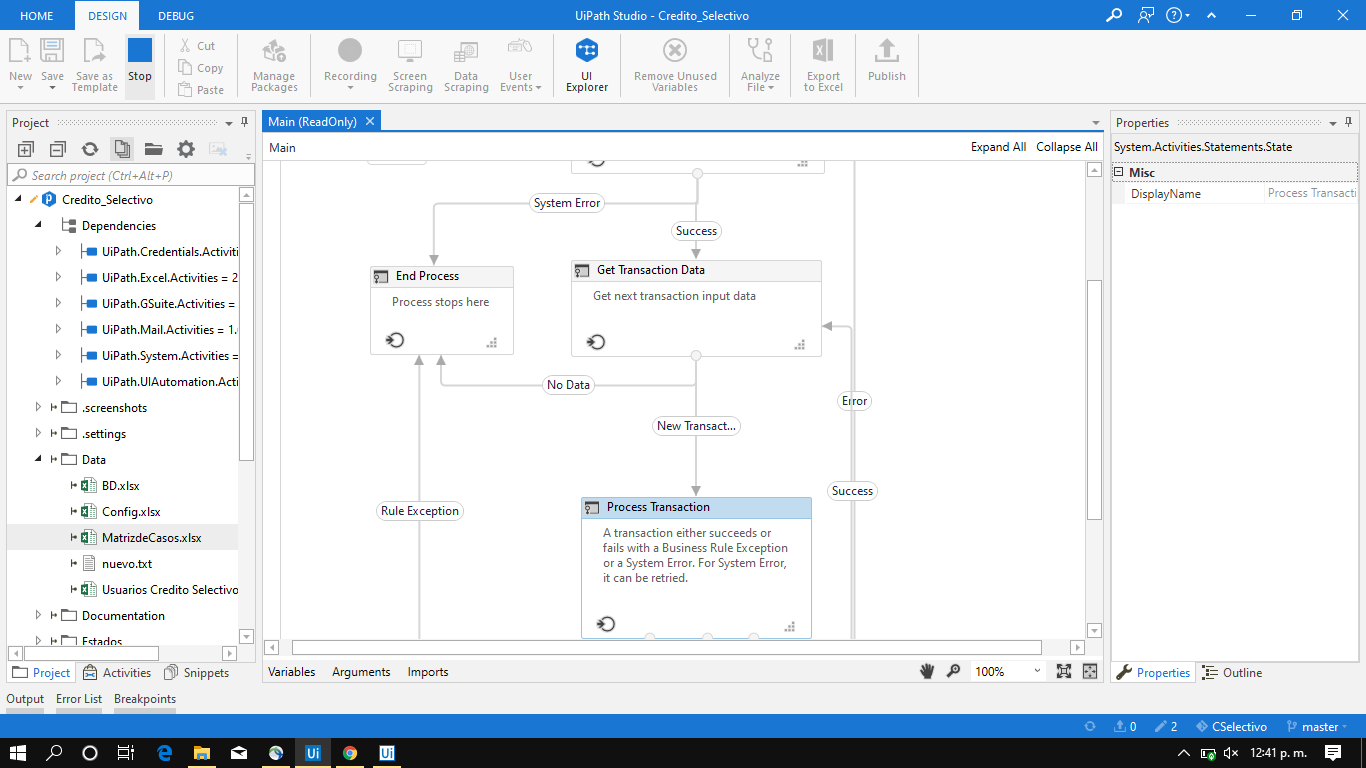 HOME DESIGN DEBUG UiPath Studio - Credito_Selectivo
New Save Save as Template Stop
Cut
Copy
Paste
Manage Packages
Recording
Screen Scraping
Data Scraping
User Events
UI Explorer
Remove Unused Variables
Analyze File
Export to Excel
Publish
Project
Search project (Ctrl+Alt+P)
Credito_Selectivo
Dependencies
UiPath.Credentials.Activiti
UiPath.Excel.Activities = 2
UiPath.GSuite.Activities =
UiPath.Mail.Activities = 1.
UiPath.System.Activities =
UiPath.UIAutomation.Acti
.screenshots
.settings
Data
BD.xlsx
Config.xlsx
MatrizdeCasos.xlsx
nuevo.txt
Usuarios Credito Selectivo
Documentation
Estados
Project Activities Snippets
Main (ReadOnly)
Main Expand All Collapse All
System Error
Success
End Process
Process stops here
Get Transaction Data
Get next transaction input data
No Data
Error
New Transact...
Success
Rule Exception
Process Transaction
A transaction either succeeds or
fails with a Business Rule Exception
or a System Error. For System Error,
it can be retried.
Variables Arguments Imports 100%
Properties
System.Activities.Statements.State
Misc
DisplayName Process Transacti
Properties Outline
Output Error List Breakpoints
0 2 CSelectivo master
Ui Ui 12:41 p. m.